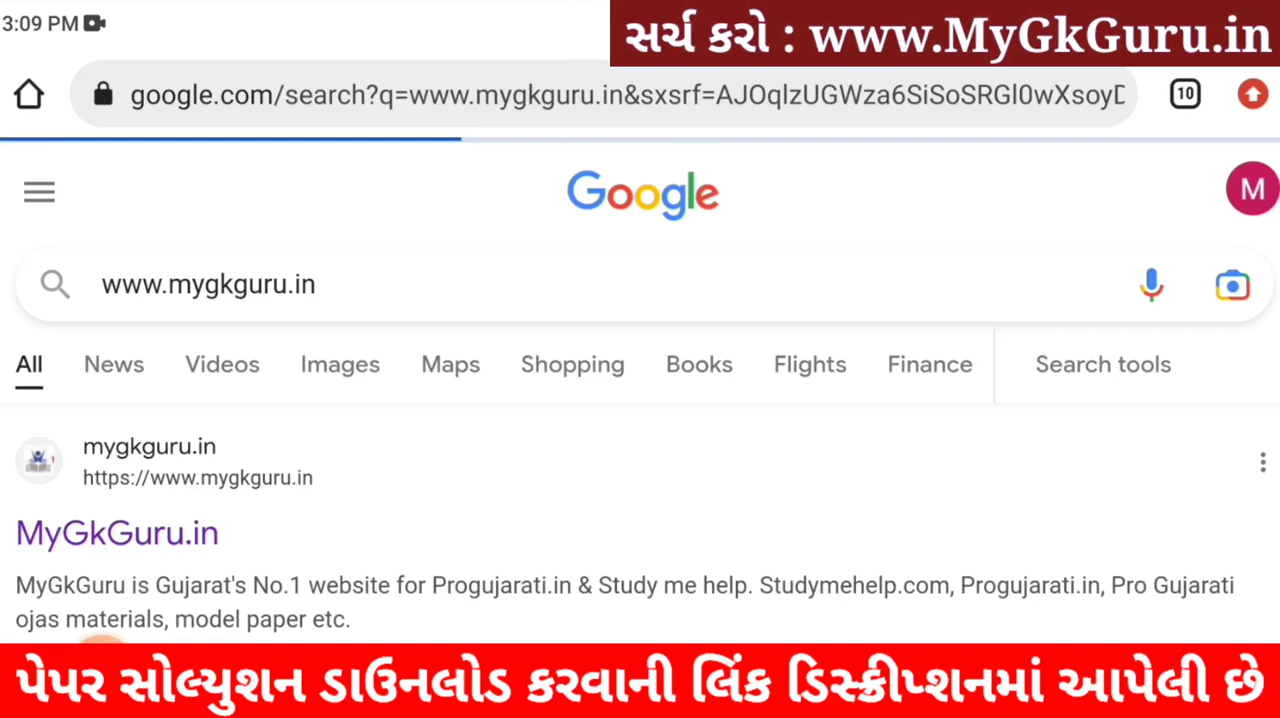 3:09 PM
સર્ચ કરો : www.MyGkGuru.in
google.com/search?q=www.mygkguru.in&sxsrf=AJOqlzUGWza6SiSoSRGl0wXsoyD
10
Google
M
www.mygkguru.in
All News Videos Images Maps Shopping Books Flights Finance Search tools
mygkguru.in
https://www.mygkguru.in
MyGkGuru.in
MyGkGuru is Gujarat's No.1 website for Progujarati.in & Study me help. Studymehelp.com, Progujarati.in, Pro Gujarati
ojas materials, model paper etc.
પેપર સોલ્યુશન ડાઉનલોડ કરવાની લિંક ડિસ્ક્રીપ્શનમાં આપેલી છે